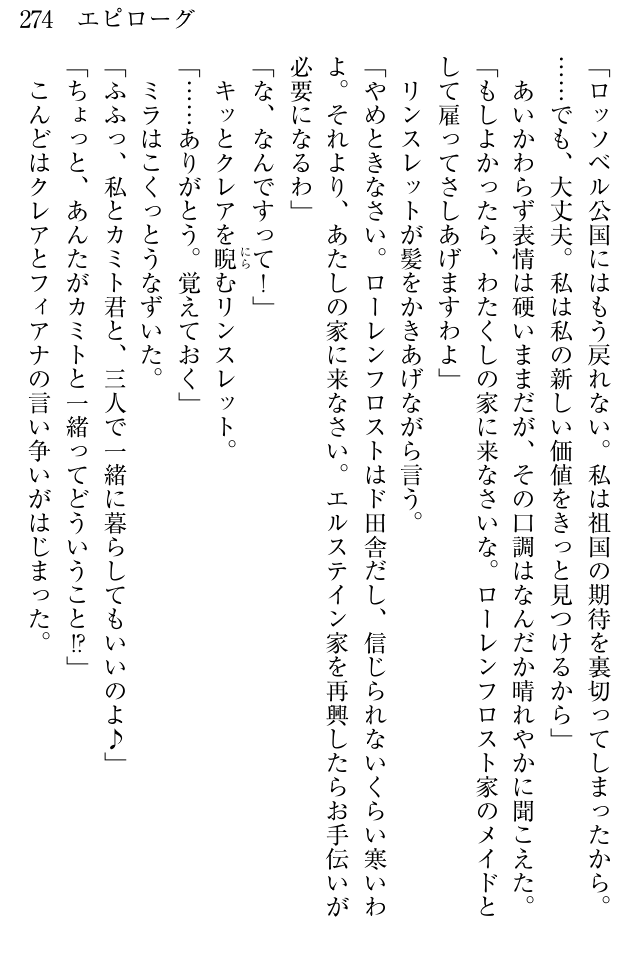 274　エピローグ
「ロッソベル公国にはもう戻れない。私は祖国の期待を裏切ってしまったから。
……でも、大丈夫。私は私の新しい価値をきっと見つけるから」
　あいかわらず表情は硬いままだが、その口調はなんだか晴れやかに聞こえた。
「もしよかったら、わたくしの家に来なさいな。ローレンフロスト家のメイドと
して雇ってさしあげますわよ」
　リンスレットが髪をかきあげながら言う。
「やめときなさい。ローレンフロストはド田舎だし、信じられないくらい寒いわ
よ。それより、あたしの家に来なさい。エルステイン家を再興したらお手伝いが
必要になるわ」
「な、なんですって！」
　キッとクレアを睨むリンスレット。
「……ありがとう。覚えておく」
　ミラはこくっとうなずいた。
「ふふっ、私とカミト君と、三人で一緒に暮らしてもいいのよ♪」
「ちょっと、あんたがカミトと一緒ってどういうこと!?」
　こんどはクレアとフィアナの言い争いがはじまった。